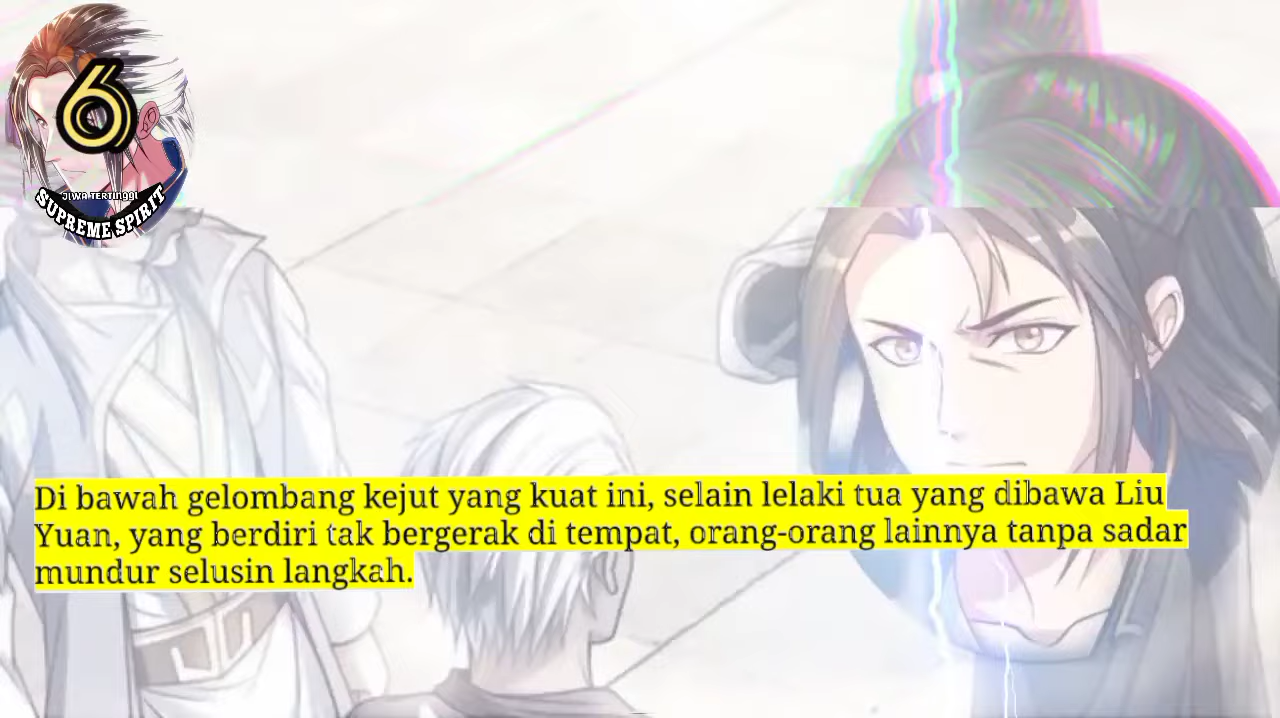 6
JIWA TERTINGGI
SUPREME SPIRIT
Di bawah gelombang kejut yang kuat ini, selain lelaki tua yang dibawa Liu
Yuan, yang berdiri tak bergerak di tempat, orang-orang lainnya tanpa sadar
mundur selusin langkah.